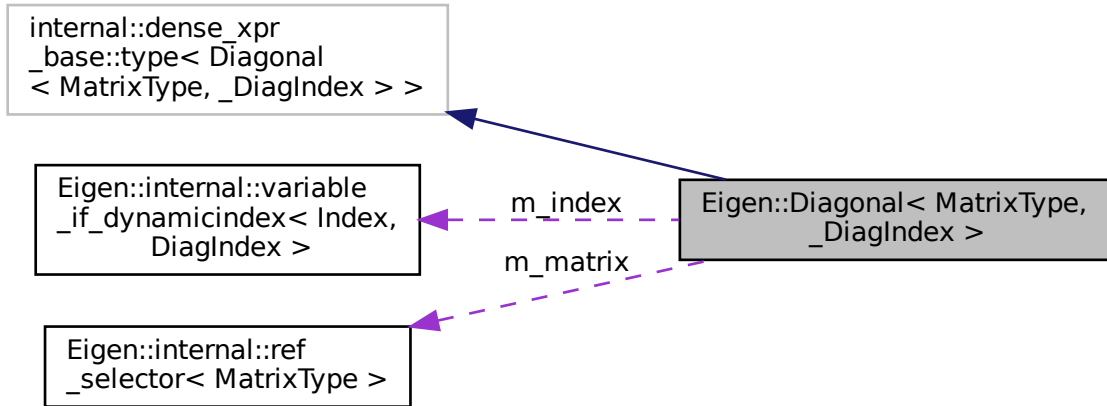 internal::dense_xpr
_base::type< Diagonal
< MatrixType, _DiagIndex > >
Eigen::internal::variable
_if_dynamicindex< Index,
DiagIndex >
m_index
Eigen::Diagonal< MatrixType,
_DiagIndex >
m_matrix
Eigen::internal::ref
_selector< MatrixType >